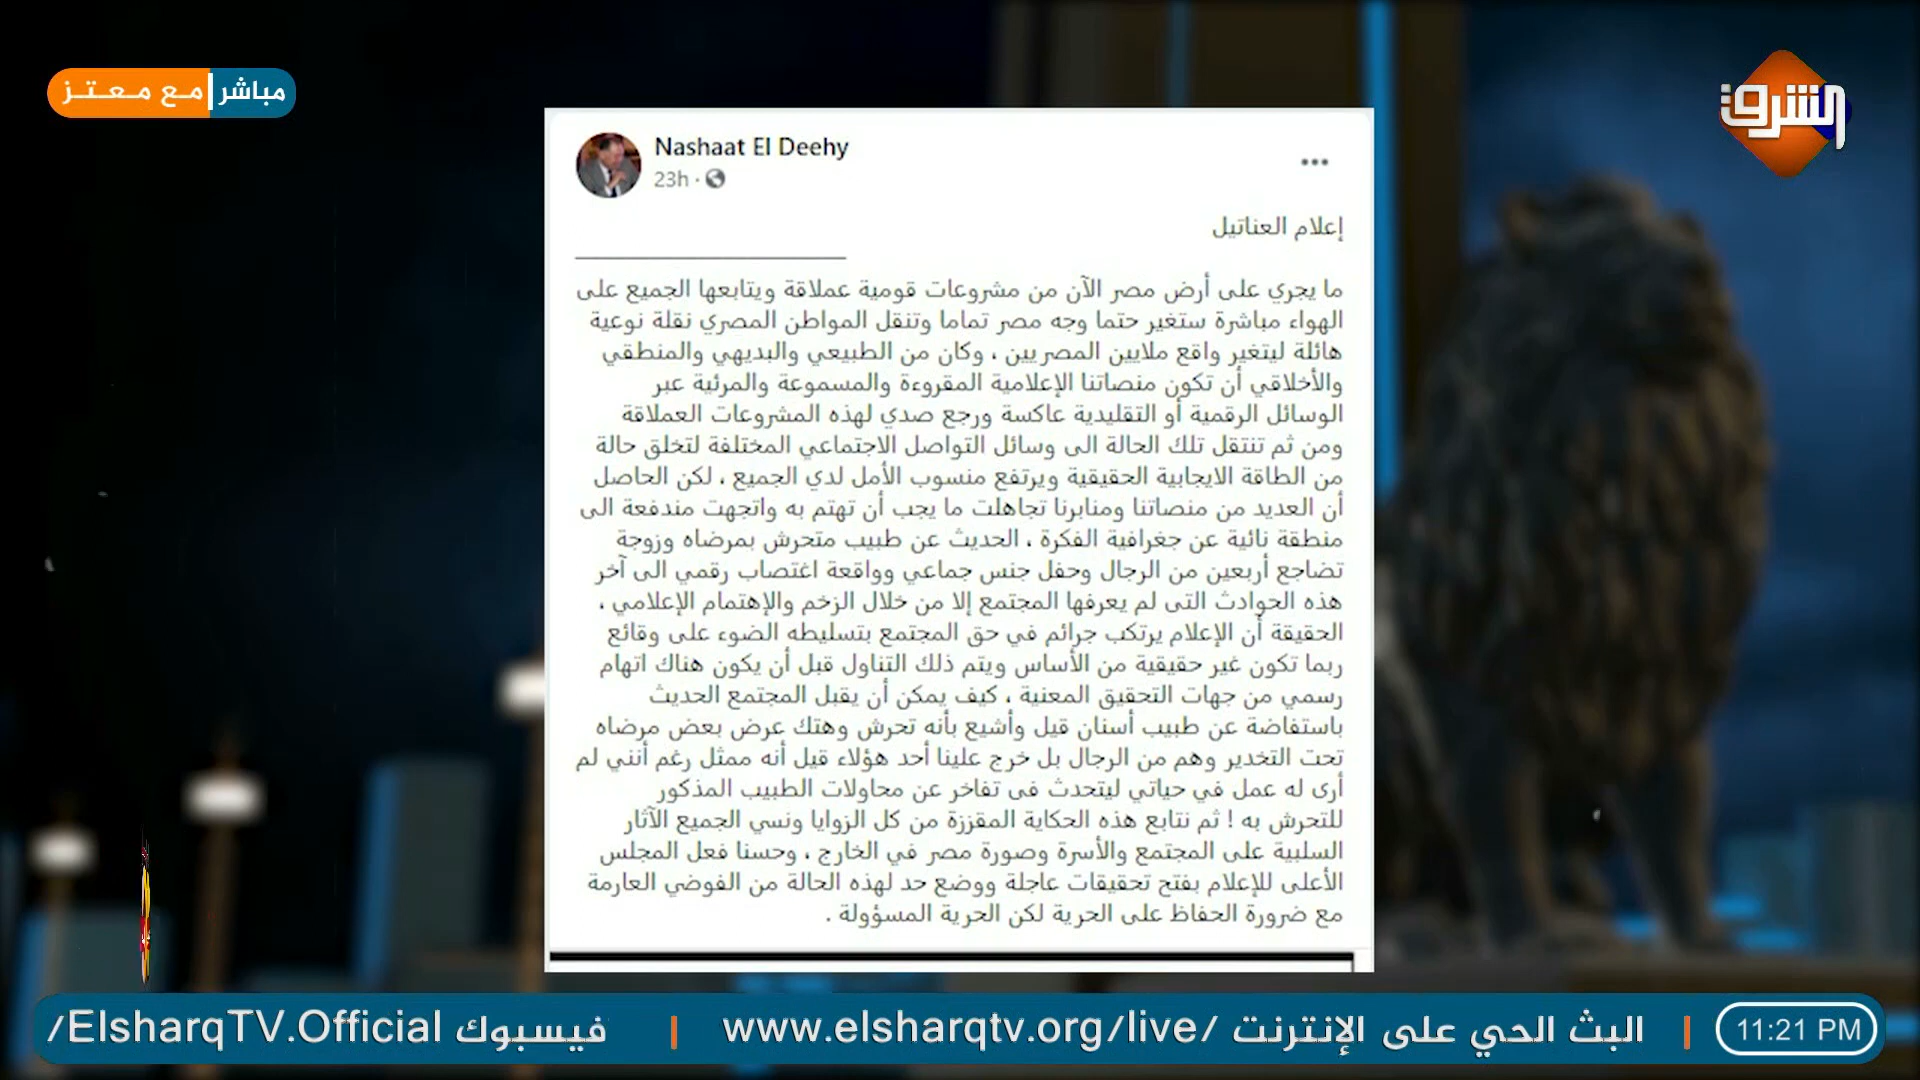 مباشر مع معتز
الشرق
Nashaat El Deehy
23h ·
إعلام العناتيل
ما يجري على أرض مصر الآن من مشروعات قومية عملاقة ويتابعها الجميع على
الهواء مباشرة ستغير حتما وجه مصر تماما وتنقل المواطن المصري نقلة نوعية
هائلة ليتغير واقع ملايين المصريين ، وكان من الطبيعي والبديهي والمنطقي
والأخلاقي أن تكون منصاتنا الإعلامية المقروءة والمسموعة والمرئية عبر
الوسائل الرقمية أو التقليدية عاكسة ورجع صدي لهذه المشروعات العملاقة
ومن ثم تنتقل تلك الحالة الى وسائل التواصل الاجتماعي المختلفة لتخلق حالة
من الطاقة الايجابية الحقيقية ويرتفع منسوب الأمل لدي الجميع ، لكن الحاصل
أن العديد من منصاتنا ومنابرنا تجاهلت ما يجب أن تهتم به واتجهت مندفعة الى
منطقة نائية عن جغرافية الفكرة ، الحديث عن طبيب متحرش بمرضاه وزوجة
تضاجع أربعين من الرجال وحفل جنس جماعي وواقعة اغتصاب رقمي الى آخر
هذه الحوادث التى لم يعرفها المجتمع إلا من خلال الزخم والإهتمام الإعلامي ،
الحقيقة أن الإعلام يرتكب جرائم في حق المجتمع بتسليطه الضوء على وقائع
ربما تكون غير حقيقية من الأساس ويتم ذلك التناول قبل أن يكون هناك اتهام
رسمي من جهات التحقيق المعنية ، كيف يمكن أن يقبل المجتمع الحديث
باستفاضة عن طبيب أسنان قيل وأشيع بأنه تحرش وهتك عرض بعض مرضاه
تحت التخدير وهم من الرجال بل خرج علينا أحد هؤلاء قيل أنه ممثل رغم أنني لم
أرى له عمل في حياتي ليتحدث فى تفاخر عن محاولات الطبيب المذكور
للتحرش به ! ثم نتابع هذه الحكاية المقززة من كل الزوايا ونسي الجميع الآثار
السلبية على المجتمع والأسرة وصورة مصر في الخارج ، وحسنا فعل المجلس
الأعلى للإعلام بفتح تحقيقات عاجلة ووضع حد لهذه الحالة من الفوضي العارمة
مع ضرورة الحفاظ على الحرية لكن الحرية المسؤولة .
11:21 PM | البث الحي على الإنترنت /www.elsharqtv.org/live | فيسبوك ElsharqTV.Official/